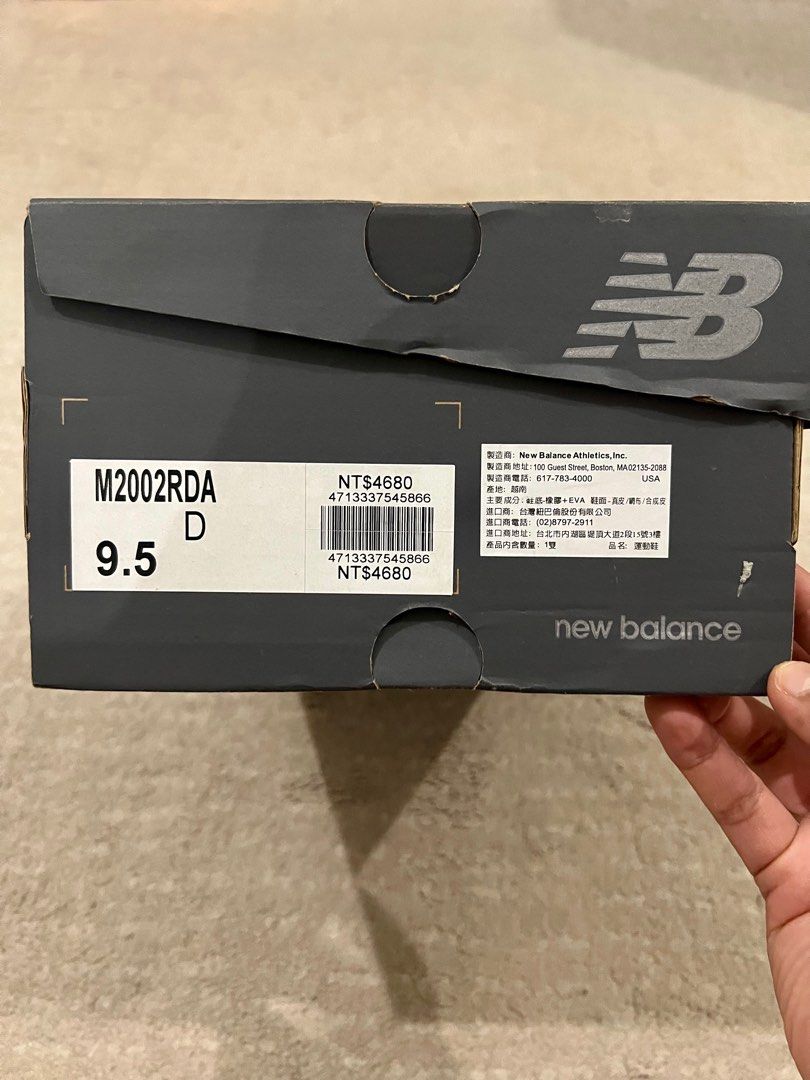 NB
M2002RDA
D
9.5
NT$4680
4713337545866
4713337545866
NT$4680
製造商: New Balance Athletics,Inc.
製造商地址:100 Guest Street, Boston, MA02135-2088
製造商電話: 617-783-4000 USA
產地: 越南
主要成分: 鞋底-橡膠+EVA 鞋面-真皮/網布/合成皮
進口商: 台灣紐巴倫股份有限公司
進口商電話: (02)8797-2911
進口商地址: 台北市內湖區堤頂大道2段15號3樓
產品內含數量: 1雙 品名: 運動鞋
new balance